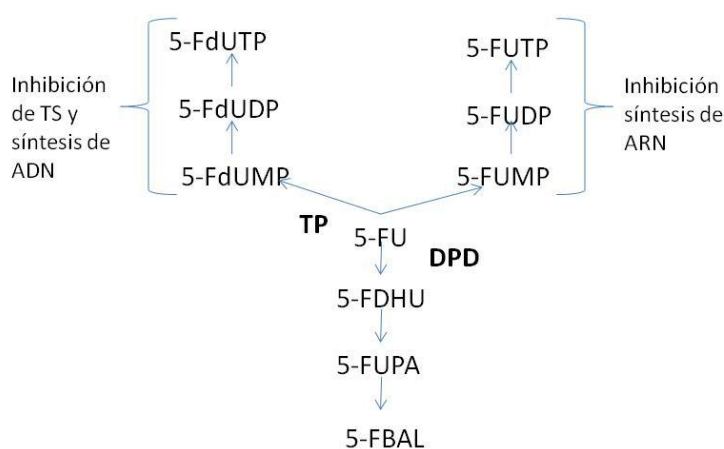 5-FdUTP
5-FUTP
Inhibición
de TS y
síntesis de
ADN
5-FdUDP
5-FUDP
Inhibición
síntesis de
ARN
5-FdUMP
5-FUMP
TP
5-FU
DPD
5-FDHU
5-FUPA
5-FBAL